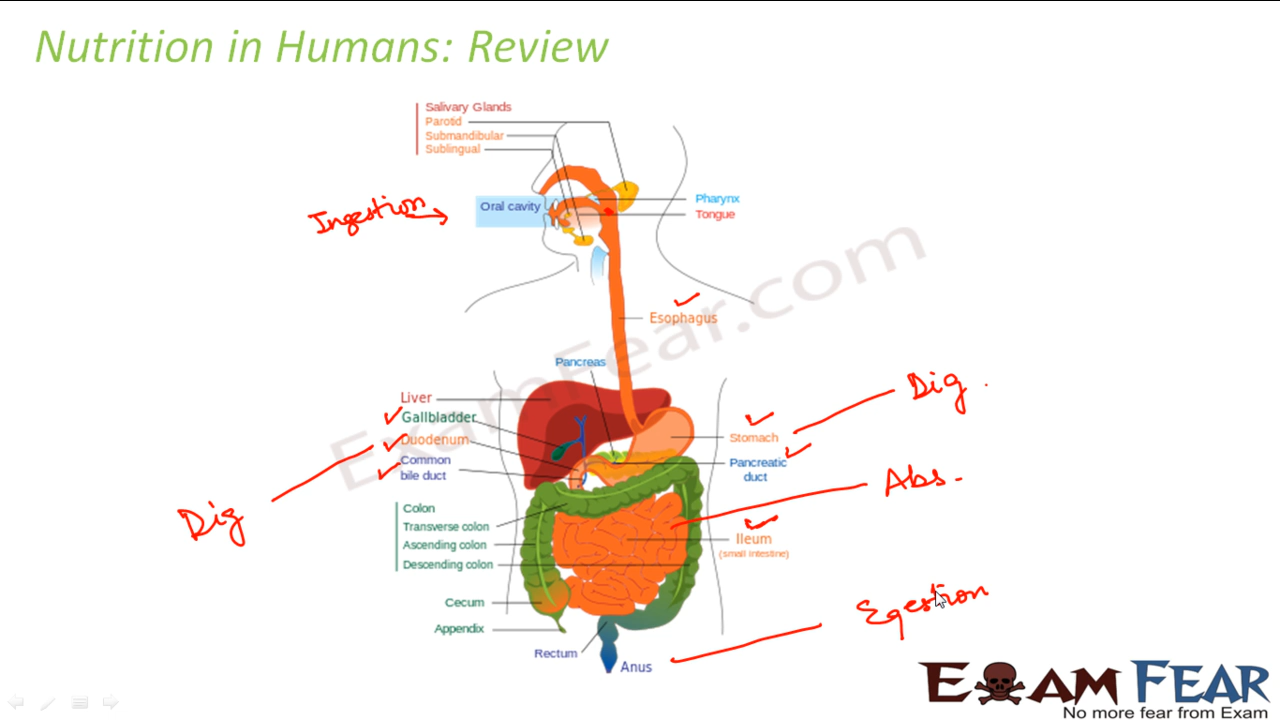 Nutrition in Humans: Review
Salivary Glands
Parotid
Submandibular
Sublingual
Ingestion
Oral cavity
Pharynx
Tongue
Esophagus
Pancreas
Liver
Gallbladder
Duodenum
Common
bile duct
Dig
Stomach
Pancreatic
duct
Dig.
Abs.
Colon
Transverse colon
Ascending colon
Descending colon
Ileum
(small intestine)
Cecum
Appendix
Rectum
Anus
Egestion
ExamFear.com
EXAM FEAR
No more fear from Exam